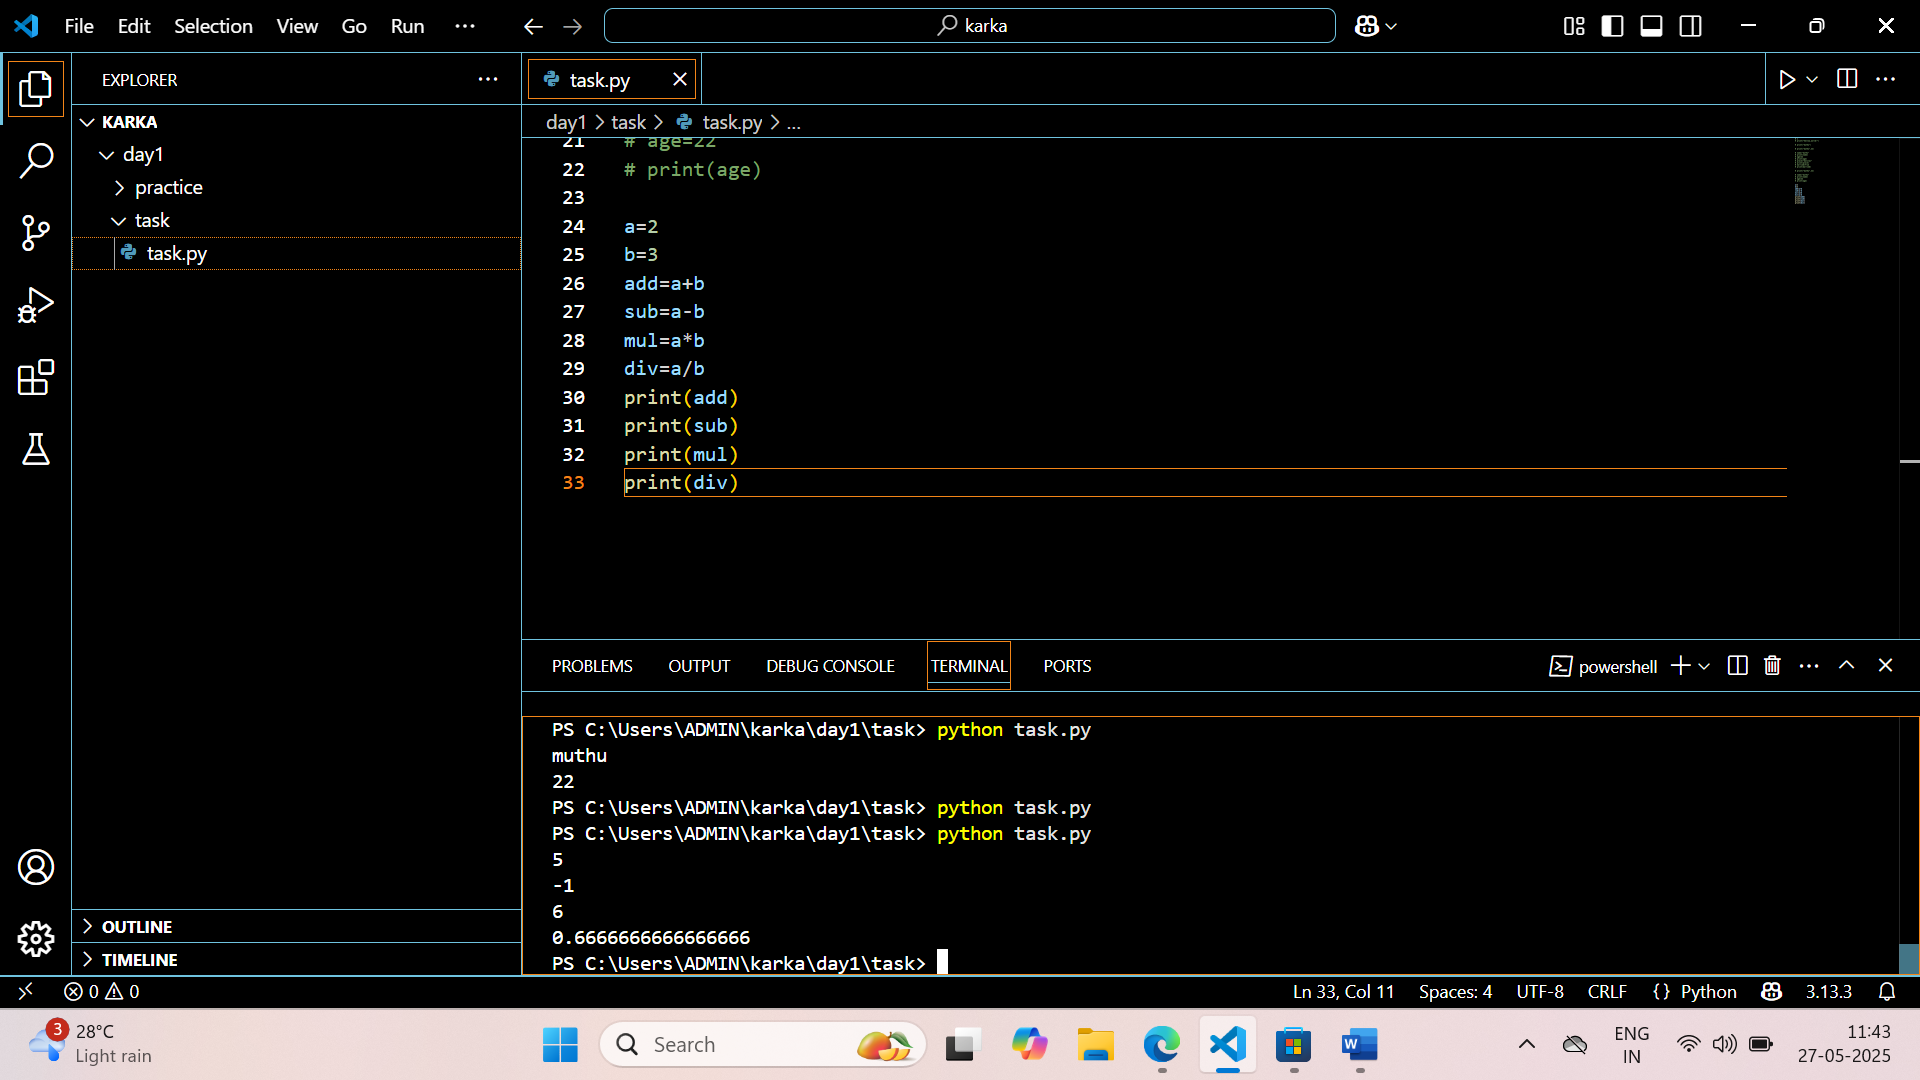 File Edit Selection View Go Run ... karka
EXPLORER ...
KARKA
day1
practice
task
task.py
OUTLINE
TIMELINE
task.py
day1 > task > task.py > ...
21 # age=22
22 # print(age)
23
24 a=2
25 b=3
26 add=a+b
27 sub=a-b
28 mul=a*b
29 div=a/b
30 print(add)
31 print(sub)
32 print(mul)
33 print(div)
PROBLEMS OUTPUT DEBUG CONSOLE TERMINAL PORTS powershell
PS C:\Users\ADMIN\karka\day1\task> python task.py
muthu
22
PS C:\Users\ADMIN\karka\day1\task> python task.py
PS C:\Users\ADMIN\karka\day1\task> python task.py
5
-1
6
0.6666666666666666
PS C:\Users\ADMIN\karka\day1\task>
0 0 Ln 33, Col 11 Spaces: 4 UTF-8 CRLF {} Python 3.13.3
3 28°C
Light rain
Search
W
ENG
IN
11:43
27-05-2025